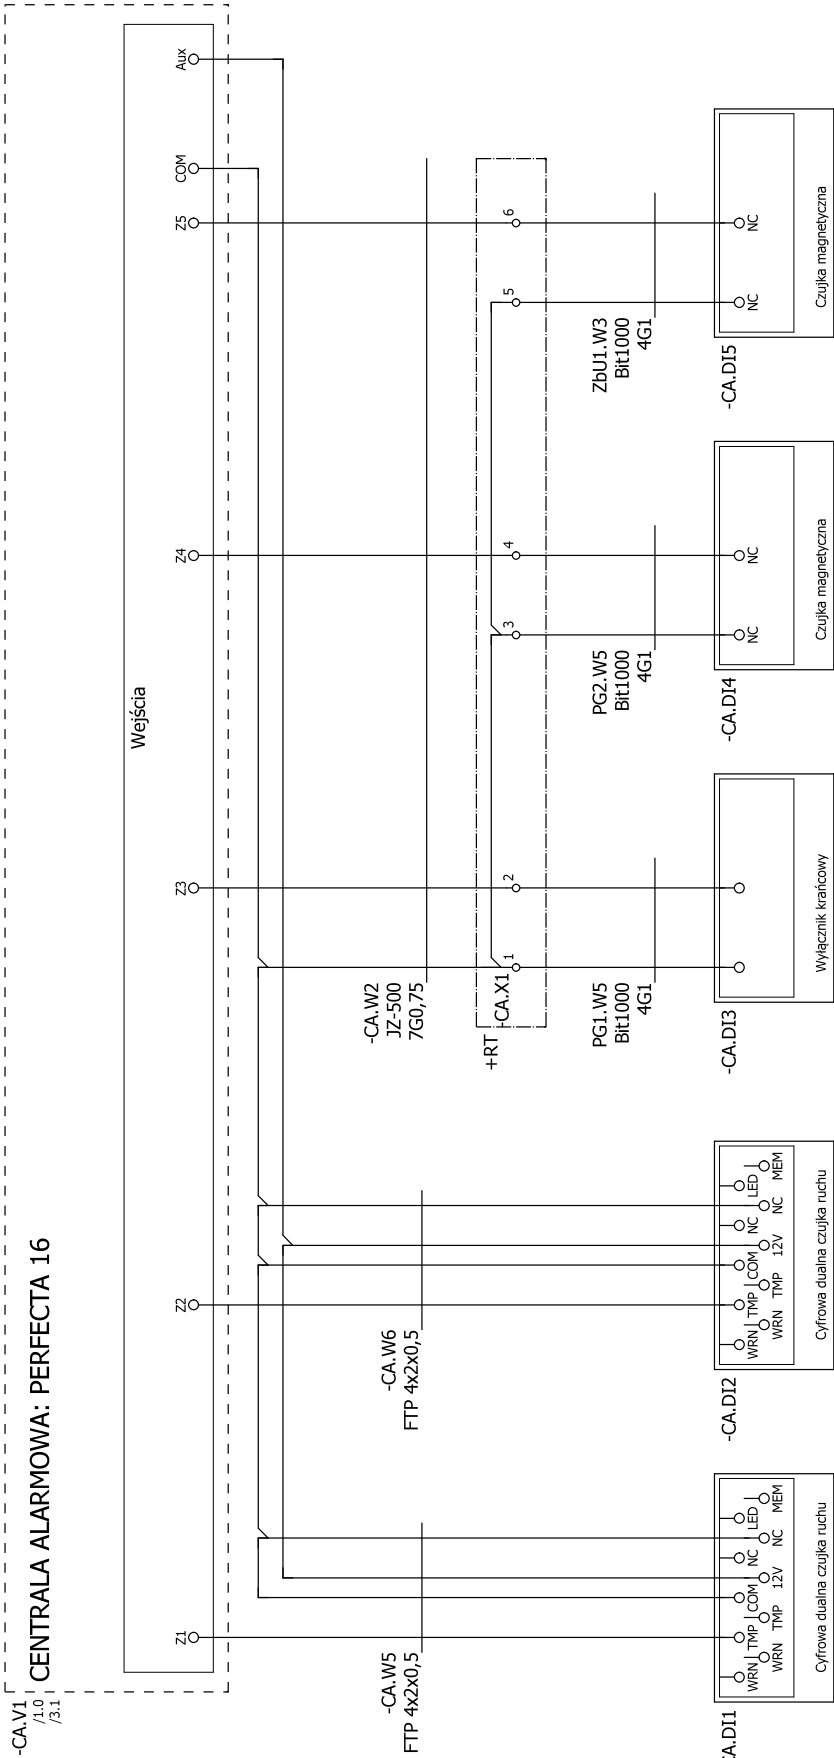 -CA.V1
/1.0
/3.1
CENTRALA ALARMOWA: PERFECTA 16
Wejścia
Z1
Z2
Z3
Z4
Z5
COM
Aux
-CA.W5
FTP 4x2x0,5
-CA.W6
FTP 4x2x0,5
-CA.W2
JZ-500
7G0,75
+RT
-CA.X1
1
2
3
4
5
6
PG1.W5
Bit1000
4G1
PG2.W5
Bit1000
4G1
ZbU1.W3
Bit1000
4G1
CA.DI1
WRN
WRN
TMP
TMP
COM
12V
NC
NC
LED
MEM
Cyfrowa dualna czujka ruchu
-CA.DI2
WRN
WRN
TMP
TMP
COM
12V
NC
NC
LED
MEM
Cyfrowa dualna czujka ruchu
-CA.DI3
Wyłącznik krańcowy
-CA.DI4
NC
NC
Czujka magnetyczna
-CA.DI5
NC
NC
Czujka magnetyczna